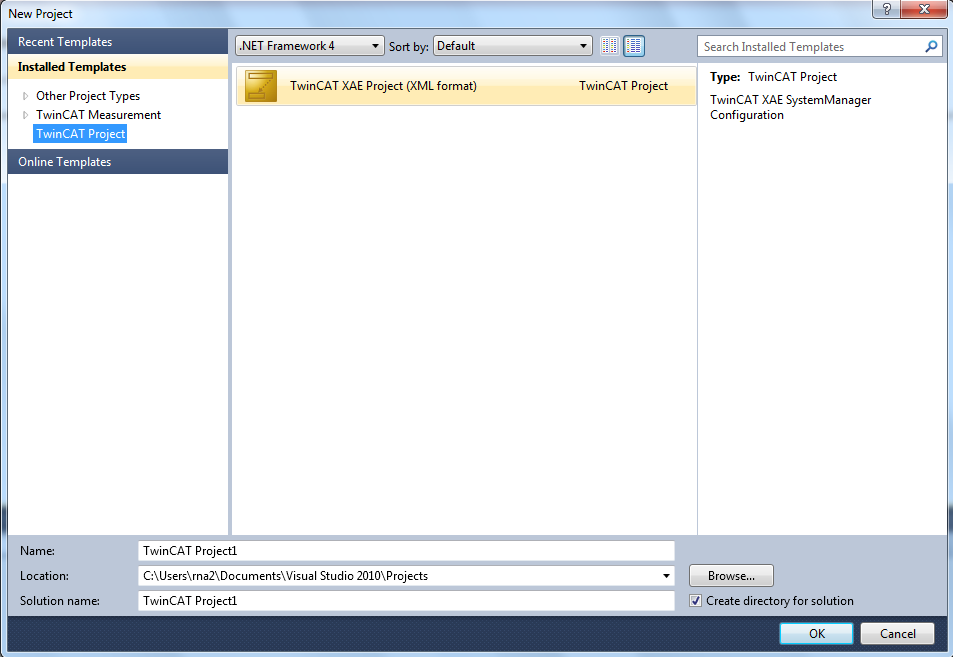 New Project
?
Recent Templates
Installed Templates
Other Project Types
TwinCAT Measurement
TwinCAT Project
Online Templates
.NET Framework 4
Sort by: Default
Search Installed Templates
TwinCAT XAE Project (XML format) TwinCAT Project
Type: TwinCAT Project
TwinCAT XAE SystemManager
Configuration
Name: TwinCAT Project1
Location: C:\Users\rna2\Documents\Visual Studio 2010\Projects Browse...
Solution name: TwinCAT Project1 Create directory for solution
OK Cancel